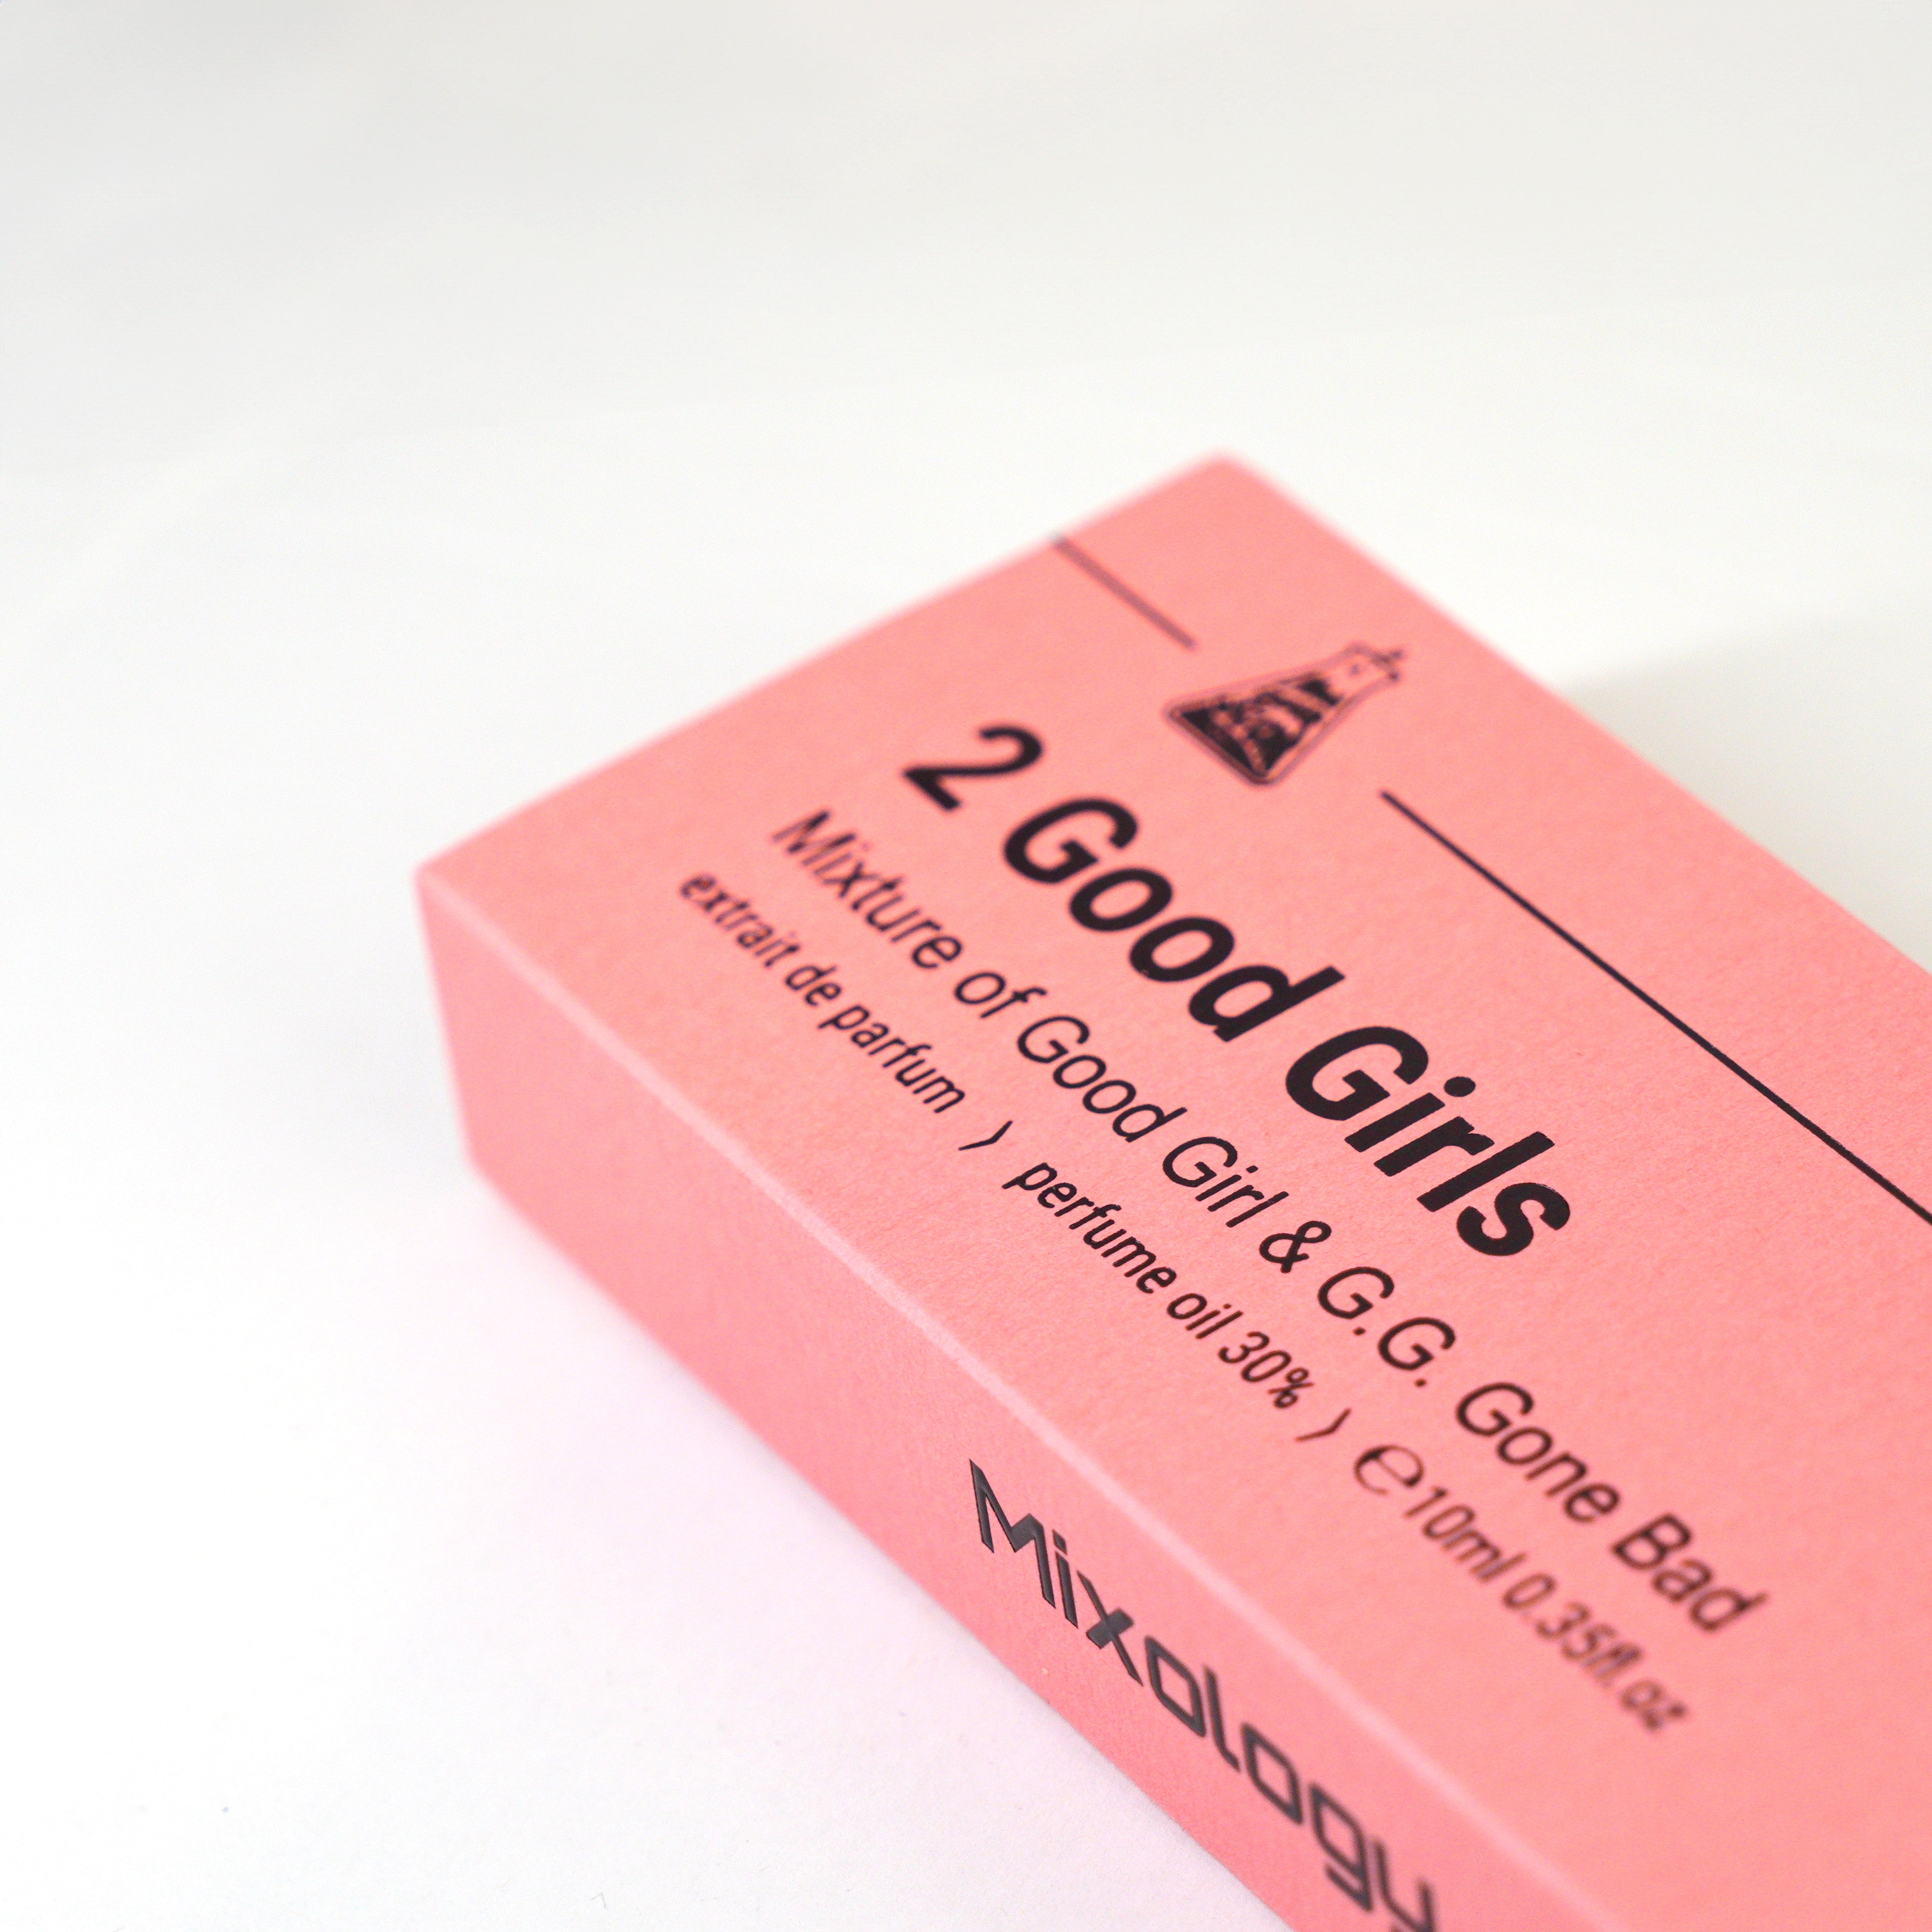 2 Good Girls
Mixture of Good Girl & G.G. Gone Bad
extrait de parfum 〉 perfume oil 30% 〉 ℮10ml 0.35fl.oz
Mixology